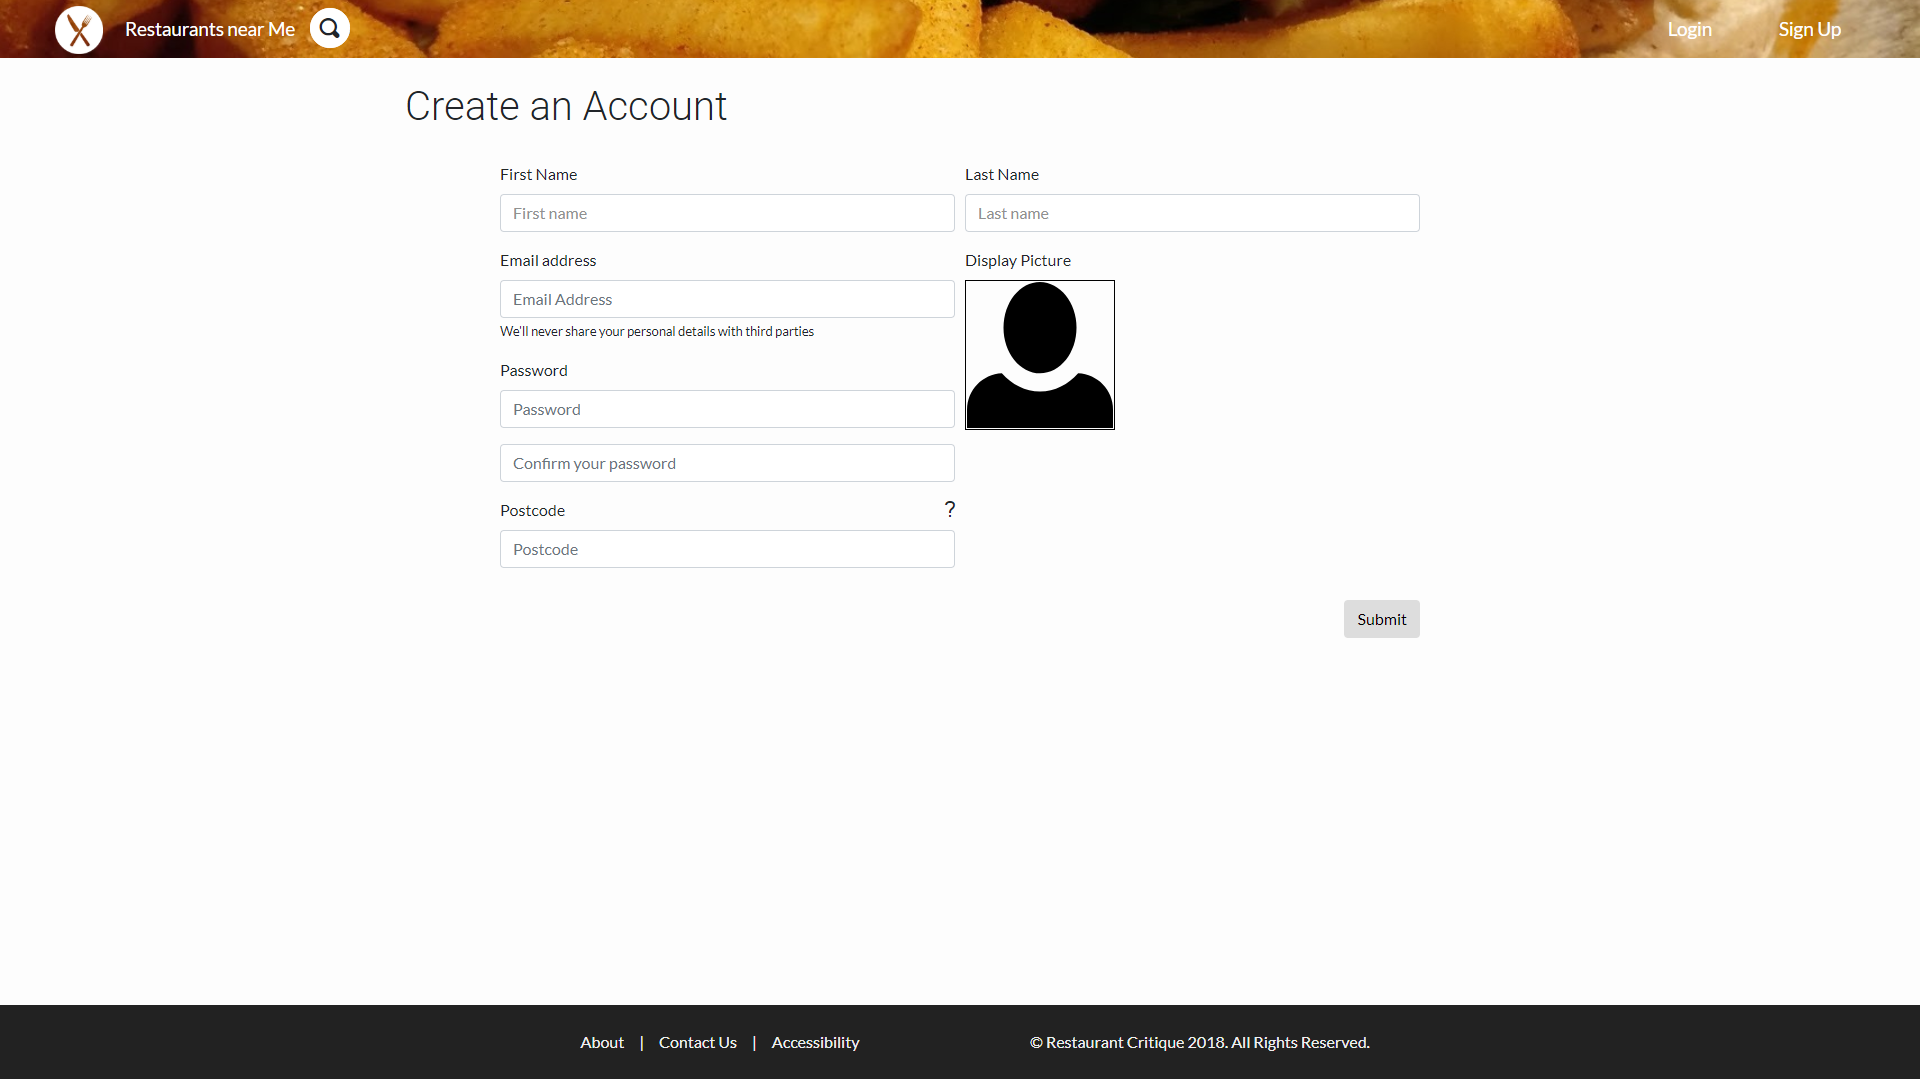 Restaurants near Me
Login
Sign Up
Create an Account
First Name
Last Name
First name
Last name
Email address
Display Picture
Email Address
We'll never share your personal details with third parties
Password
Password
Confirm your password
Postcode
?
Postcode
Submit
About | Contact Us | Accessibility
© Restaurant Critique 2018. All Rights Reserved.